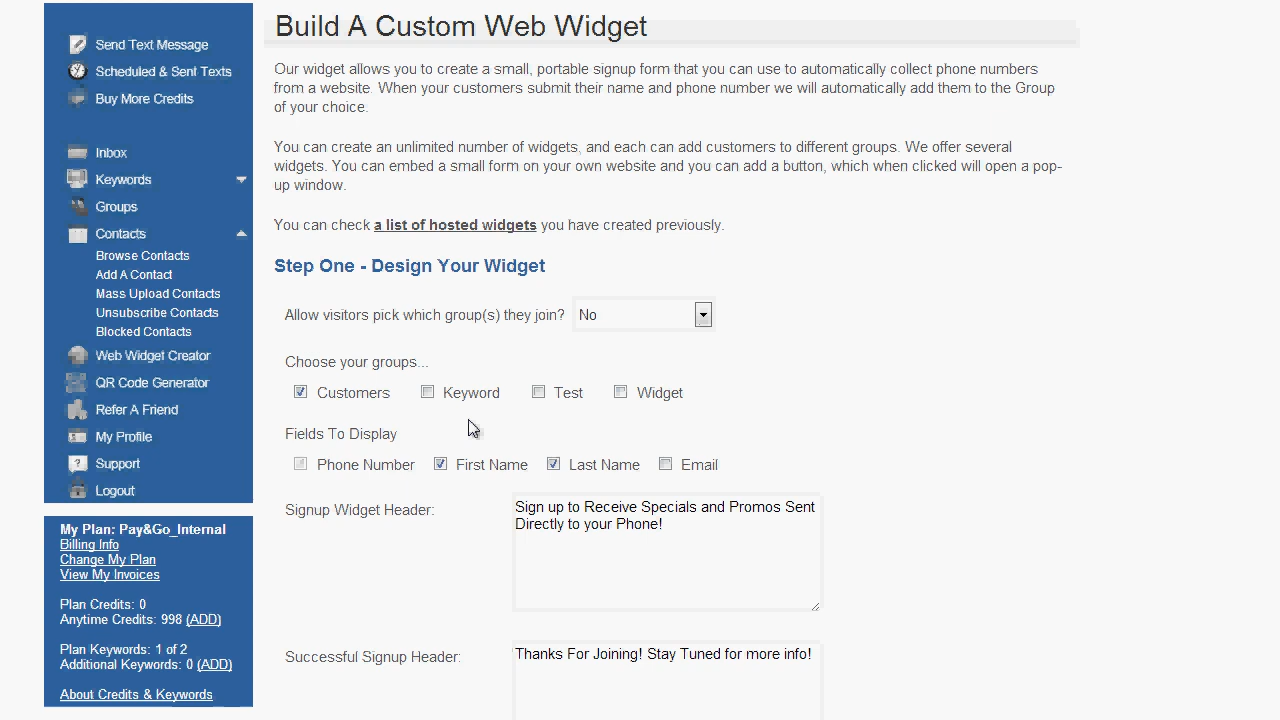 Send Text Message
Scheduled & Sent Texts
Buy More Credits
Inbox
Keywords
Groups
Contacts
Browse Contacts
Add A Contact
Mass Upload Contacts
Unsubscribe Contacts
Blocked Contacts
Web Widget Creator
QR Code Generator
Refer A Friend
My Profile
Support
Logout
My Plan: Pay&Go_Internal
Billing Info
Change My Plan
View My Invoices
Plan Credits: 0
Anytime Credits: 998 (ADD)
Plan Keywords: 1 of 2
Additional Keywords: 0 (ADD)
About Credits & Keywords
Build A Custom Web Widget
Our widget allows you to create a small, portable signup form that you can use to automatically collect phone numbers
from a website. When your customers submit their name and phone number we will automatically add them to the Group
of your choice.
You can create an unlimited number of widgets, and each can add customers to different groups. We offer several
widgets. You can embed a small form on your own website and you can add a button, which when clicked will open a pop-
up window.
You can check a list of hosted widgets you have created previously.
Step One - Design Your Widget
Allow visitors pick which group(s) they join? No
Choose your groups...
Customers Keyword Test Widget
Fields To Display
Phone Number First Name Last Name Email
Signup Widget Header: Sign up to Receive Specials and Promos Sent
Directly to your Phone!
Successful Signup Header: Thanks For Joining! Stay Tuned for more info!